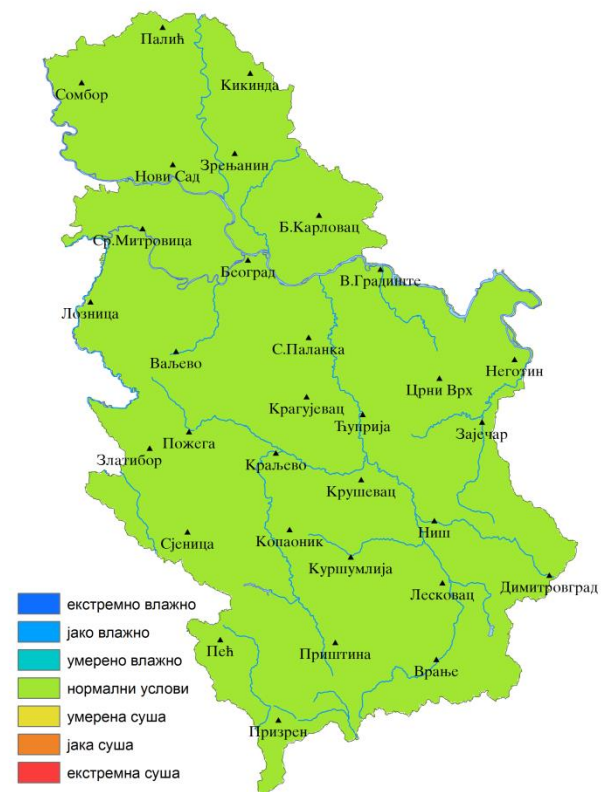 Палић
Сомбор
Кикинда
Зрењанин
Нови Сад
Б.Карловац
Ср.Митровица
Београд
В.Градиште
Лозница
С.Паланка
Ваљево
Неготин
Црни Врх
Крагујевац
Ћуприја
Зајечар
Пожега
Златибор
Краљево
Крушевац
Ниш
Сјеница
Копаоник
Куршумлија
Димитровград
Лесковац
Пећ
Приштина
Врање
Призрен
екстремно влажно
јако влажно
умерено влажно
нормални услови
умерена суша
јака суша
екстремна суша